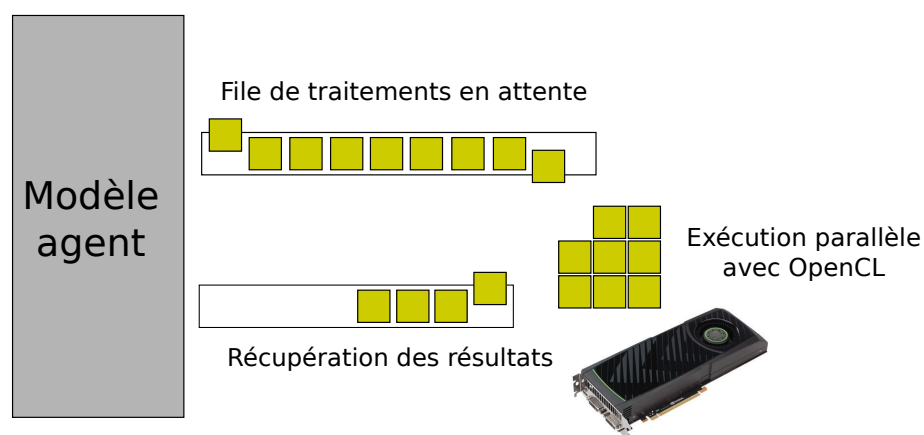 File de traitements en attente
Modèle
agent
Exécution parallèle
avec OpenCL
Récupération des résultats